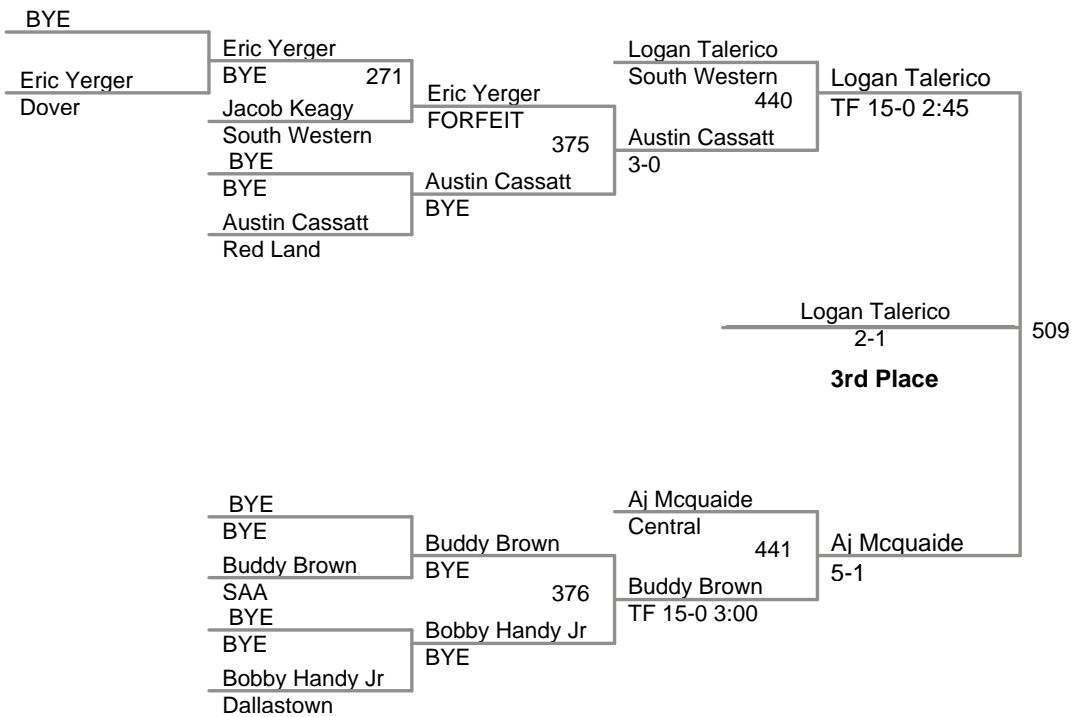 BYE
Eric Yerger
Dover
Eric Yerger
BYE
271
Jacob Keagy
South Western
BYE
BYE
Austin Cassatt
Red Land
Eric Yerger
FORFEIT
375
Austin Cassatt
BYE
Logan Talerico
South Western
440
Austin Cassatt
3-0
Logan Talerico
TF 15-0 2:45
Logan Talerico
2-1
3rd Place
509
BYE
BYE
Buddy Brown
SAA
BYE
BYE
Bobby Handy Jr
Dallastown
Buddy Brown
BYE
376
Bobby Handy Jr
BYE
Aj Mcquaide
Central
441
Buddy Brown
TF 15-0 3:00
Aj Mcquaide
5-1